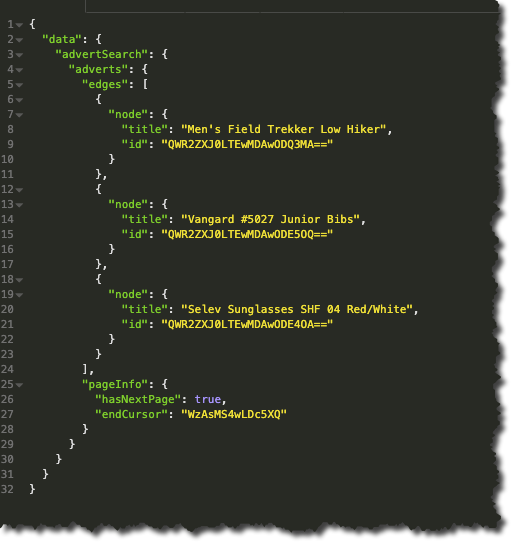 1 {
2 "data": {
3 "advertSearch": {
4 "adverts": {
5 "edges": [
6 {
7 "node": {
8 "title": "Men's Field Trekker Low Hiker",
9 "id": "QWR2ZXJ0LTEwMDAwODQ3MA=="
10 }
11 },
12 {
13 "node": {
14 "title": "Vangard #5027 Junior Bibs",
15 "id": "QWR2ZXJ0LTEwMDAwODE5OQ=="
16 }
17 },
18 {
19 "node": {
20 "title": "Selev Sunglasses SHF 04 Red/White",
21 "id": "QWR2ZXJ0LTEwMDAwODE4OA=="
22 }
23 }
24 ],
25 "pageInfo": {
26 "hasNextPage": true,
27 "endCursor": "WzAsMS4wLDc5XQ"
28 }
29 }
30 }
31 }
32 }